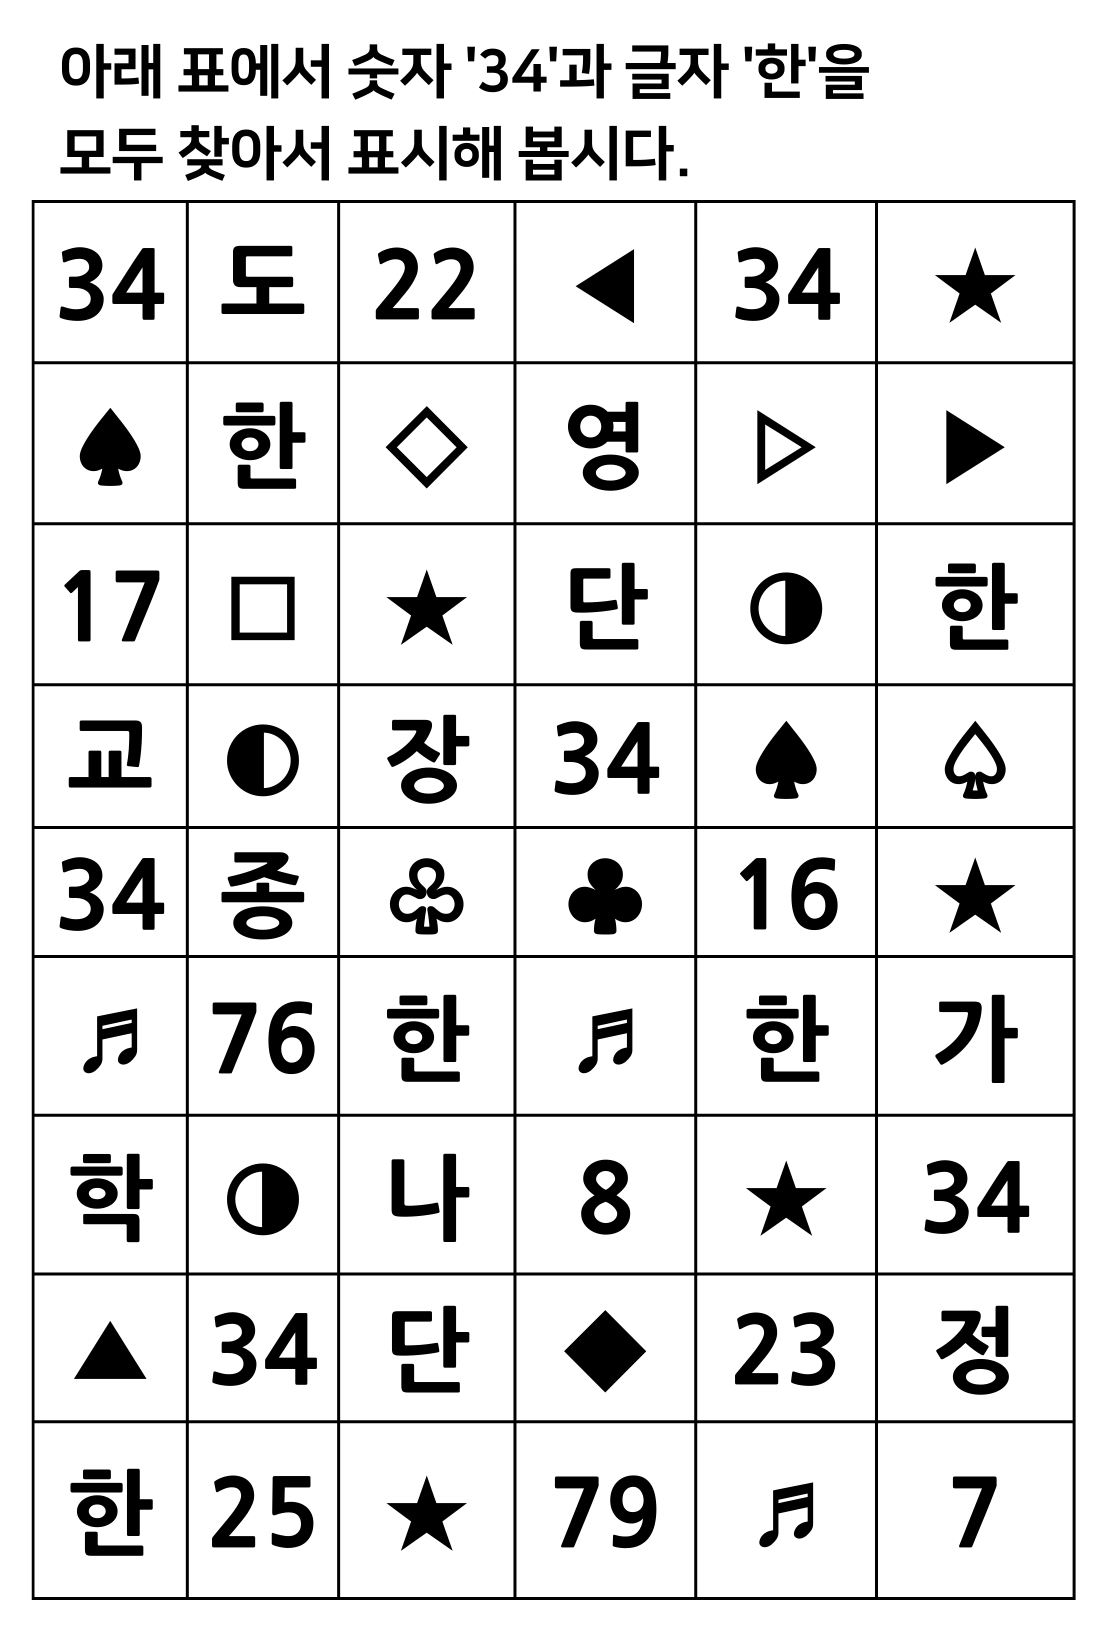 아래 표에서 숫자 '34'과 글자 '한'을
모두 찾아서 표시해 봅시다.
34 도 22 ◀ 34 ★
♠ 한 ◇ 영 ▷ ▶
17 □ ★ 단 ◑ 한
교 ◐ 장 34 ♠ ♤
34 종 ♧ ♣ 16 ★
♬ 76 한 ♬ 한 가
학 ◑ 나 8 ★ 34
▲ 34 단 ◆ 23 정
한 25 ★ 79 ♬ 7